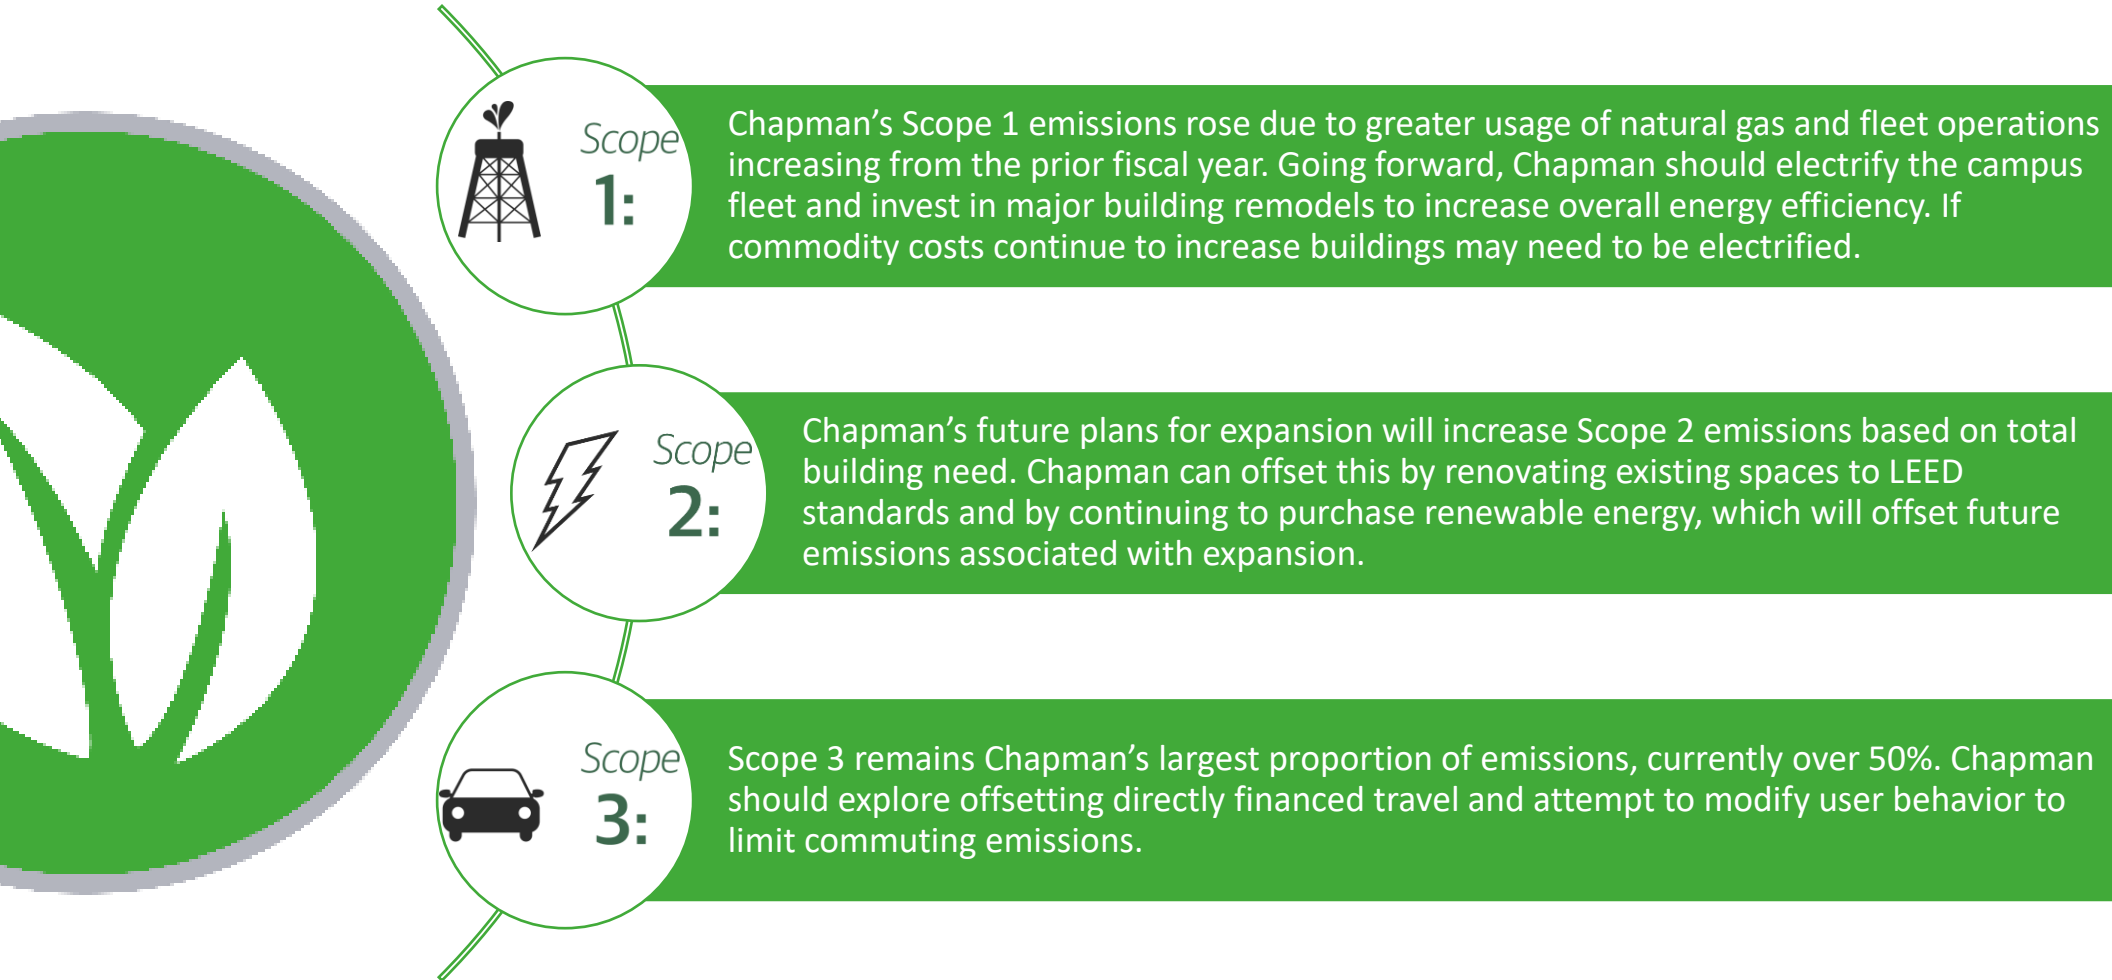 Scope
1:
Chapman’s Scope 1 emissions rose due to greater usage of natural gas and fleet operations
increasing from the prior fiscal year. Going forward, Chapman should electrify the campus
fleet and invest in major building remodels to increase overall energy efficiency. If
commodity costs continue to increase buildings may need to be electrified.
Scope
2:
Chapman’s future plans for expansion will increase Scope 2 emissions based on total
building need. Chapman can offset this by renovating existing spaces to LEED
standards and by continuing to purchase renewable energy, which will offset future
emissions associated with expansion.
Scope
3:
Scope 3 remains Chapman’s largest proportion of emissions, currently over 50%. Chapman
should explore offsetting directly financed travel and attempt to modify user behavior to
limit commuting emissions.